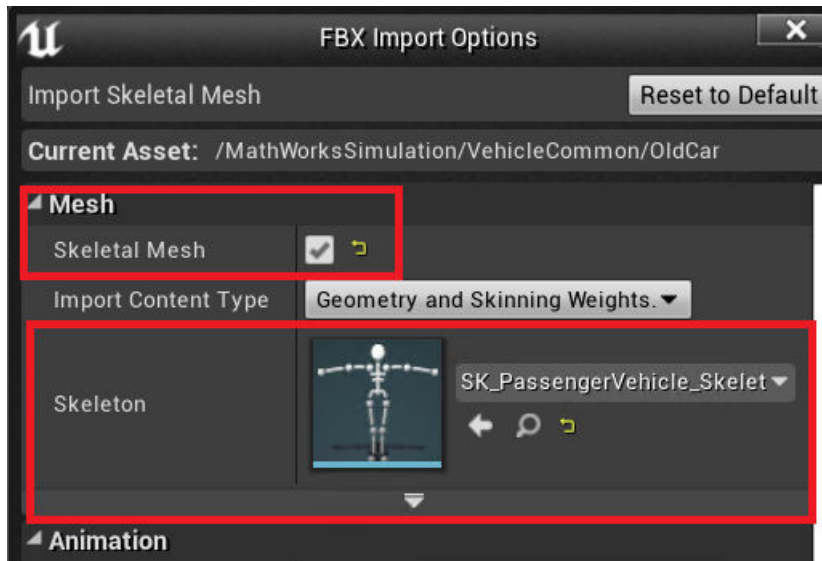 FBX Import Options
Import Skeletal Mesh Reset to Default
Current Asset: /MathWorksSimulation/VehicleCommon/OldCar
Mesh
Skeletal Mesh
Import Content Type Geometry and Skinning Weights.
Skeleton SK_PassengerVehicle_Skelet
Animation